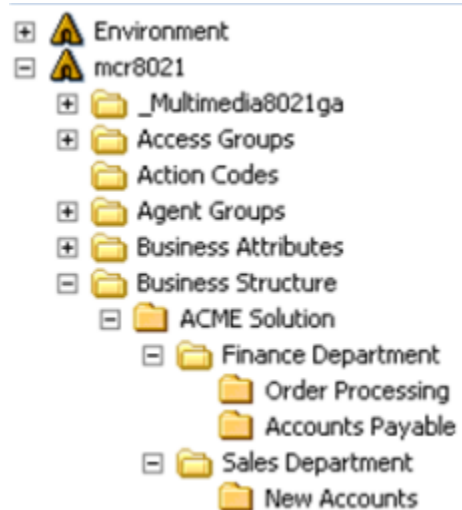 Environment
mcr8021
_Multimedia8021ga
Access Groups
Action Codes
Agent Groups
Business Attributes
Business Structure
ACME Solution
Finance Department
Order Processing
Accounts Payable
Sales Department
New Accounts